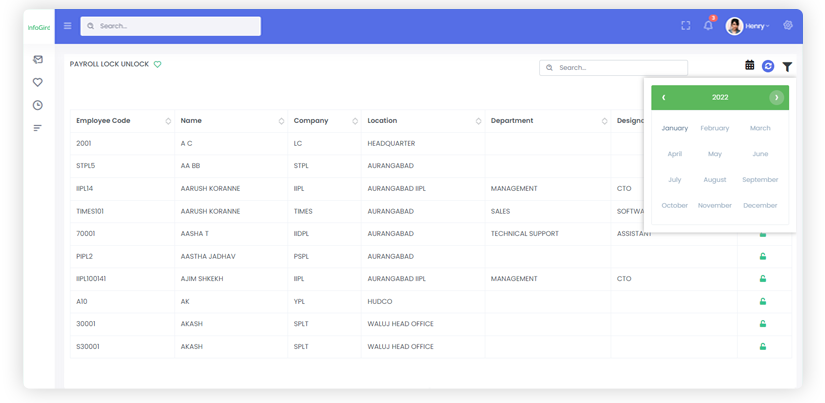 InfoGird
Search...
3
Henry
PAYROLL LOCK UNLOCK
Search...
2022
January February March
April May June
July August September
October November December
Employee Code Name Company Location Department Designa
2001 A C LC HEADQUARTER
STPL5 AA BB STPL AURANGABAD
IIPL14 AARUSH KORANNE IIPL AURANGABAD IIPL MANAGEMENT CTO
TIMES101 AARUSH KORANNE TIMES AURANGABAD SALES SOFTWA
70001 AASHA T IIDPL AURANGABAD TECHNICAL SUPPORT ASSISTANT
PIPL2 AASTHA JADHAV PSPL AURANGABAD
IIPL100141 AJIM SHKEKH IIPL AURANGABAD IIPL MANAGEMENT CTO
A10 AK YPL HUDCO
30001 AKASH SPLT WALUJ HEAD OFFICE
S30001 AKASH SPLT WALUJ HEAD OFFICE